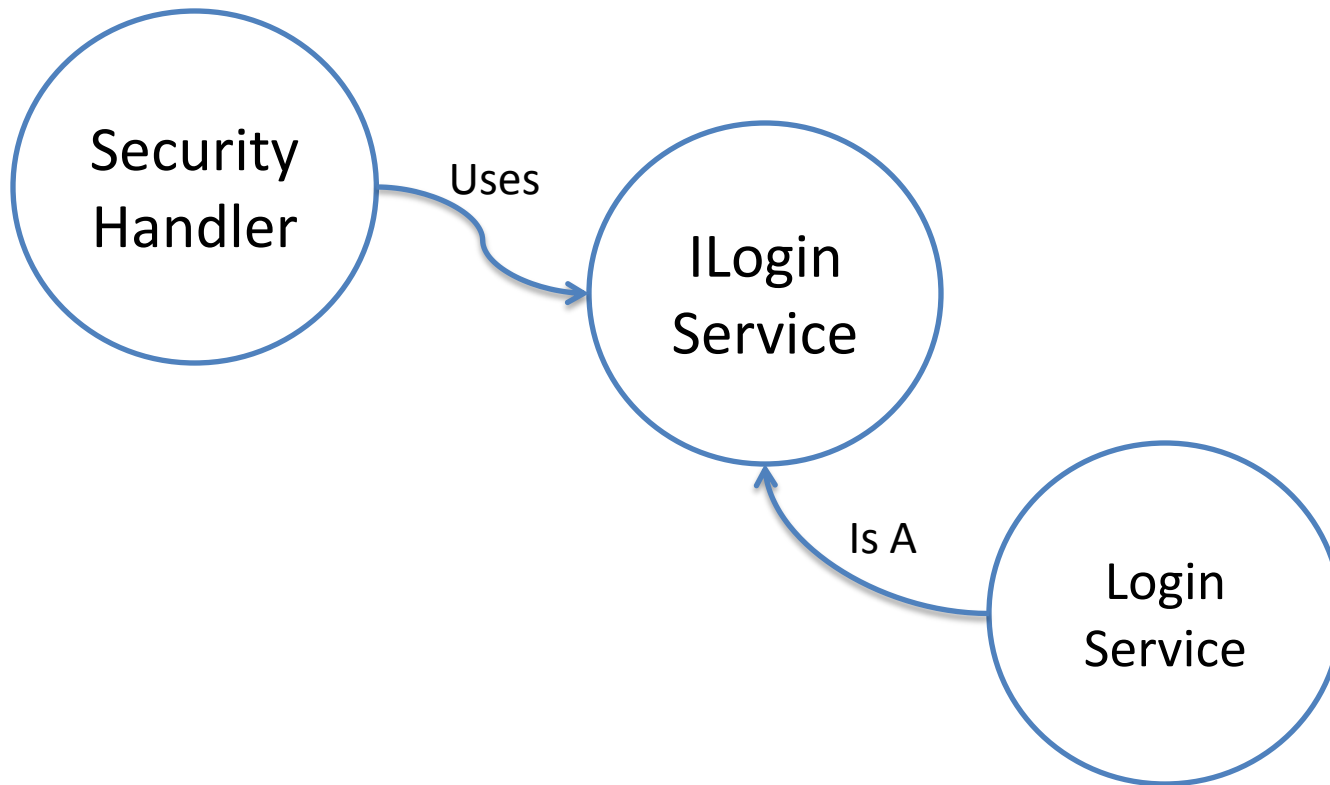 Security
Handler
Uses
ILogin
Service
Is A
Login
Service